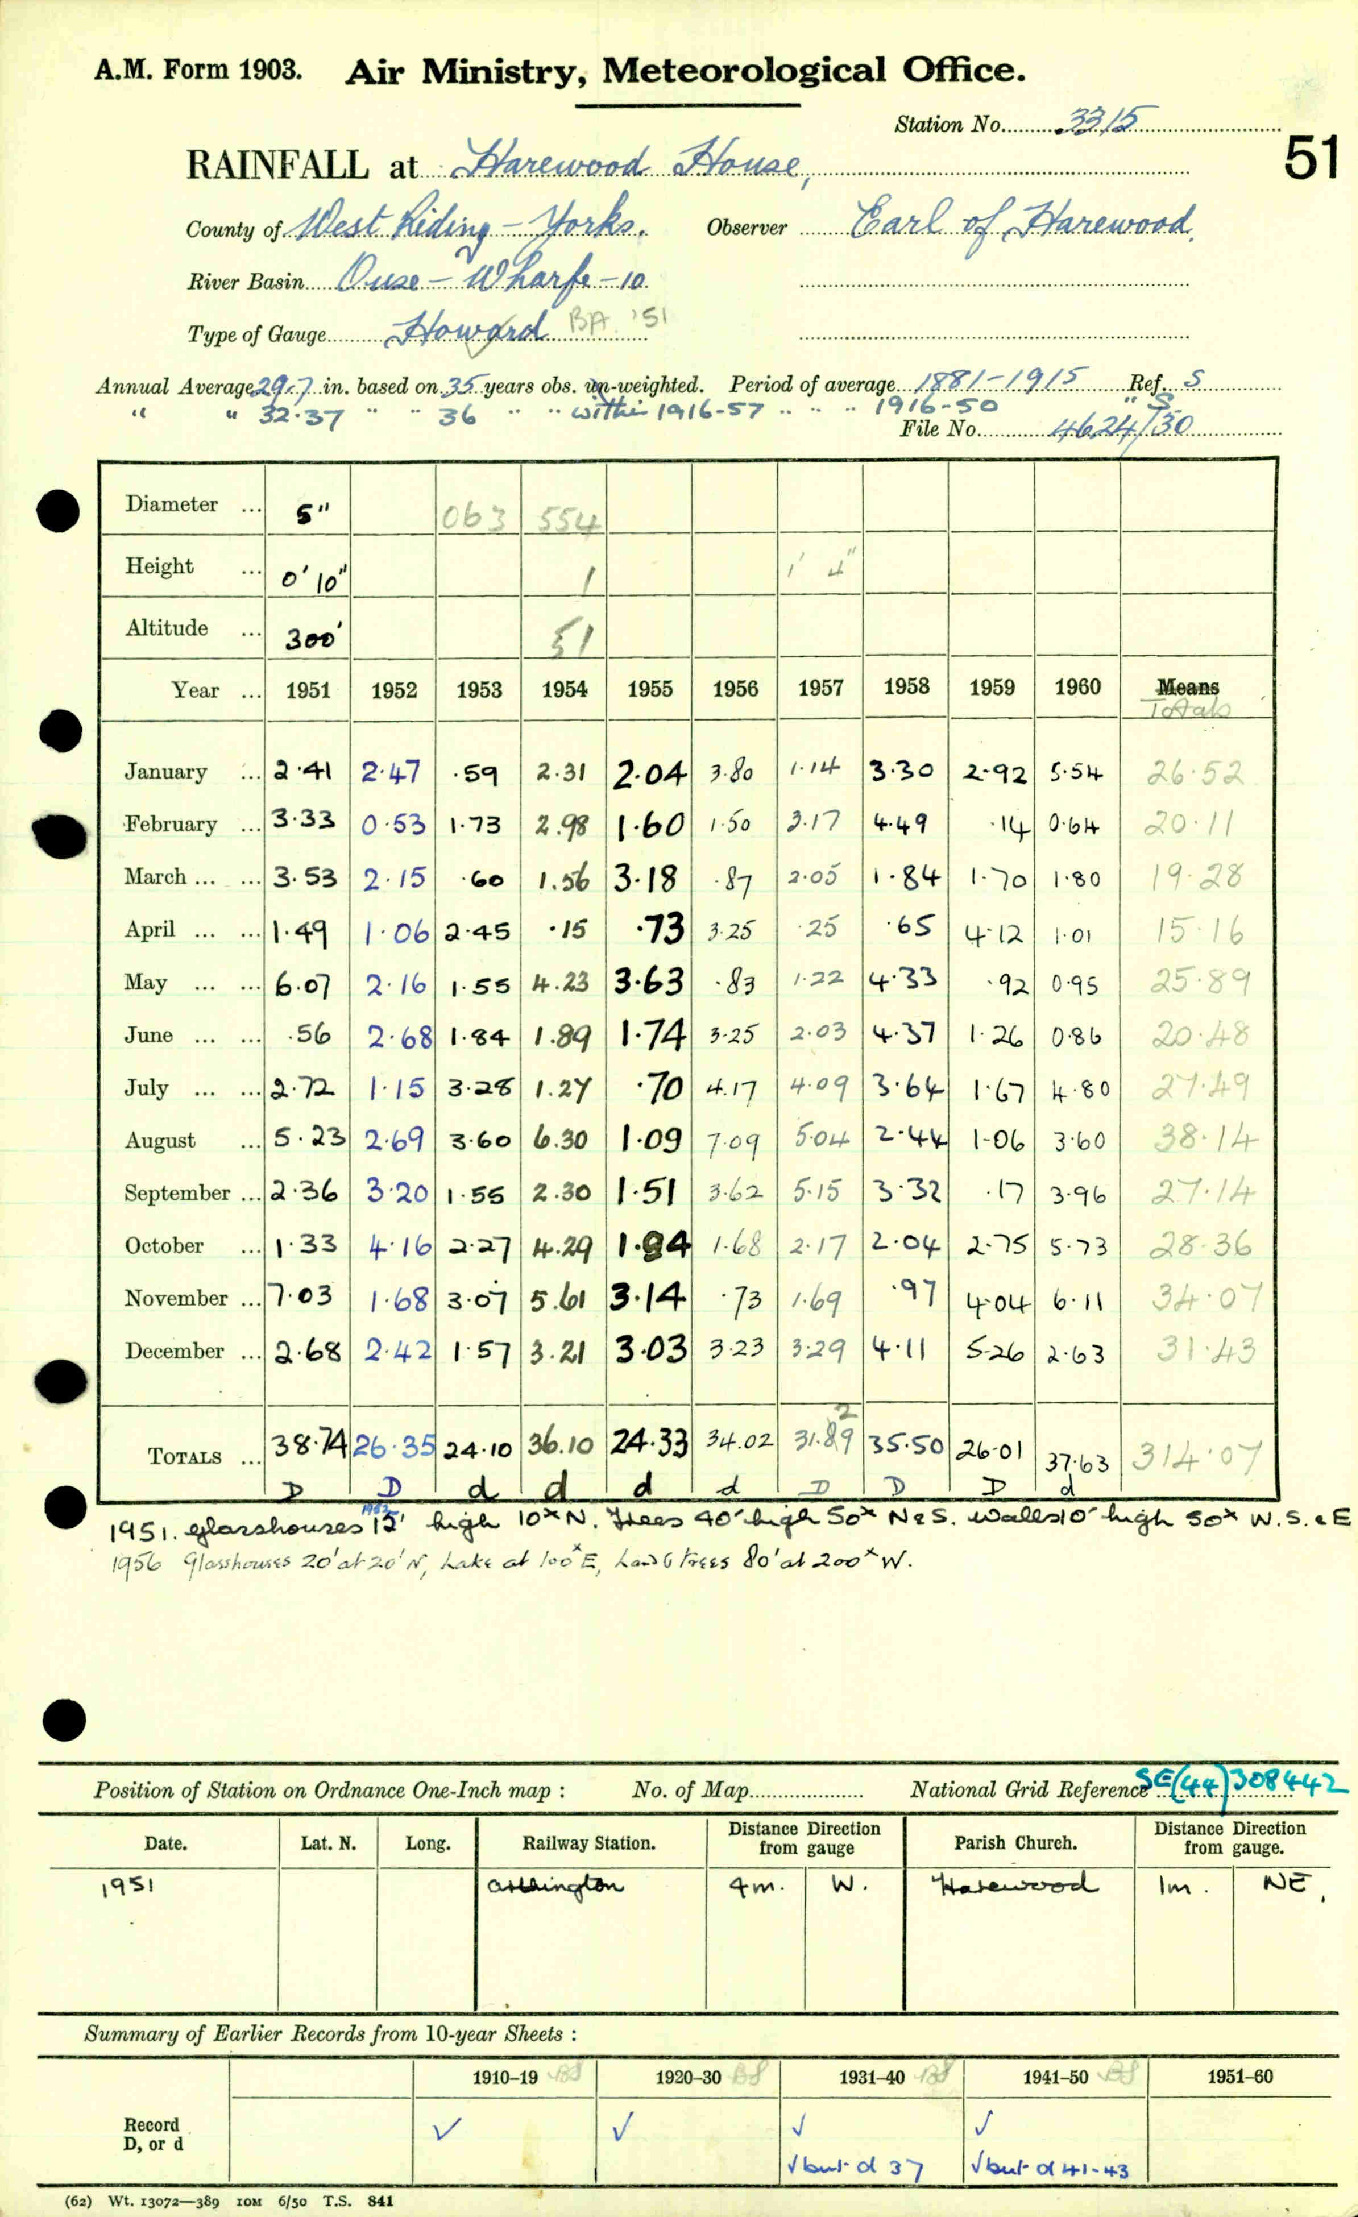 A.M. Form 1903. Air Ministry, Meteorological Office.
Station No. 3315
51
RAINFALL at Harewood House,
County of West Riding - Yorks. Observer Earl of Harewood.
River Basin Ouse - Wharfe - 10
Type of Gauge Howard BA '51
Annual Average 29.7 in. based on 35 years obs. un-weighted. Period of average 1881-1915 Ref. S
" " 32.37 " " 36 " " within 1916-57 " " " 1916-50 " S.
File No. 4624/30
Diameter ... 5" 063 554
Height ... 0' 10" 1 1' 4"
Altitude ... 300' 51
Year ... 1951 1952 1953 1954 1955 1956 1957 1958 1959 1960 Means
Totals
January ... 2.41 2.47 .59 2.31 2.04 3.80 1.14 3.30 2.92 5.54 26.52
February ... 3.33 0.53 1.73 2.98 1.60 1.50 3.17 4.49 .14 0.64 20.11
March ... ... 3.53 2.15 .60 1.56 3.18 .87 2.05 1.84 1.70 1.80 19.28
April ... ... 1.49 1.06 2.45 .15 .73 3.25 .25 .65 4.12 1.01 15.16
May ... ... 6.07 2.16 1.55 4.23 3.63 .83 1.22 4.33 .92 0.95 25.89
June ... ... .56 2.68 1.84 1.89 1.74 3.25 2.03 4.37 1.26 0.86 20.48
July ... ... 2.72 1.15 3.28 1.27 .70 4.17 4.09 3.64 1.67 4.80 27.49
August ... 5.23 2.69 3.60 6.30 1.09 7.09 5.04 2.44 1.06 3.60 38.14
September ... 2.36 3.20 1.55 2.30 1.51 3.62 5.15 3.32 .17 3.96 27.14
October ... 1.33 4.16 2.27 4.29 1.94 1.68 2.17 2.04 2.75 5.73 28.36
November ... 7.03 1.68 3.07 5.61 3.14 .73 1.69 .97 4.04 6.11 34.07
December ... 2.68 2.42 1.57 3.21 3.03 3.23 3.29 4.11 5.26 2.63 31.43
2
TOTALS ... 38.74 26.35 24.10 36.10 24.33 34.02 31.89 35.50 26.01 37.63 314.07
D D d d d d D D D d
1951. glasshouses 12' high 10x N. Trees 40' high 50x N & S. walls 10' high 50x W. S. & E
1956 Glasshouses 20' at 20' N, Lake at 100x E, trees 80' at 200x W.
Position of Station on Ordnance One-Inch map : No. of Map National Grid Reference SE(44)308442
Date. Lat. N. Long. Railway Station. Distance from gauge Direction Parish Church. Distance from gauge. Direction
1951 Arthington 4m. W. Harewood 1m. NE.
Summary of Earlier Records from 10-year Sheets :
1910-19 1920-30 1931-40 1941-50 1951-60
Record D, or d ✓ ✓ ✓ ✓
√ but d 37 √ but d 41-43
(62) Wt. 13072—389 10M 6/50 T.S. 841